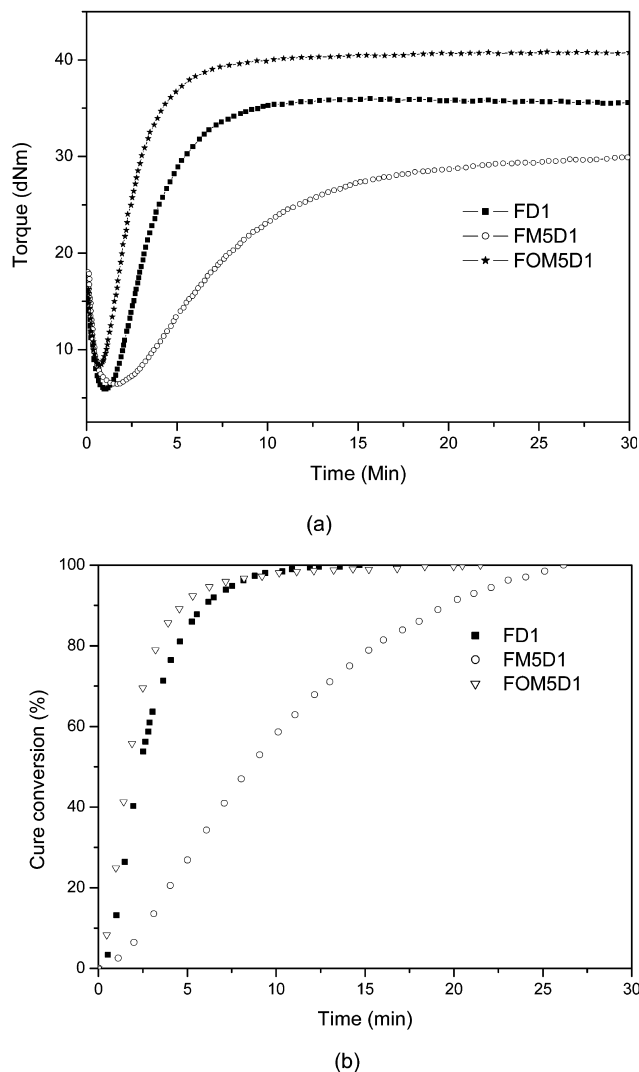 40
30
20
10
Torque (dNm)
FD1
FM5D1
FOM5D1
0 5 10 15 20 25 30
Time (Min)
(a)
100
80
60
40
20
0
Cure conversion (%)
FD1
FM5D1
FOM5D1
0 5 10 15 20 25 30
Time (min)
(b)